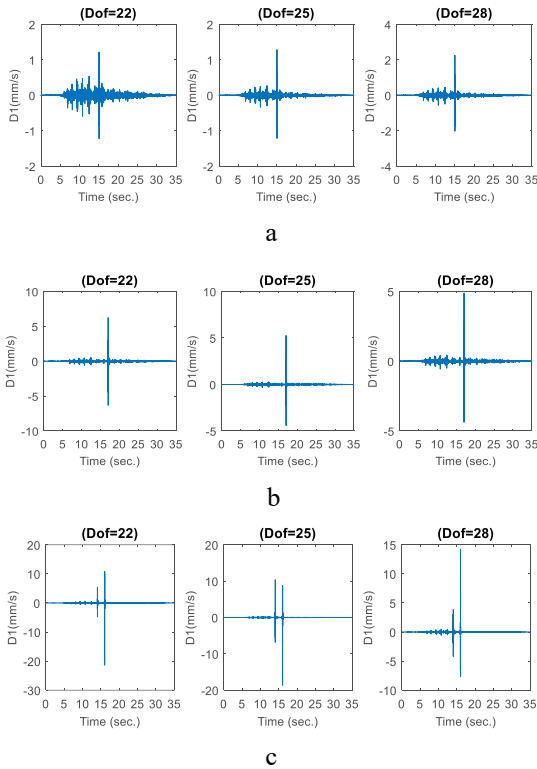 (Dof=22) (Dof=25) (Dof=28)
2 2 4
1 1 2
0 0 0
-1 -1 -2
-2 -2 -4
D1(mm/s) D1(mm/s) D1(mm/s)
0 5 10 15 20 25 30 35 0 5 10 15 20 25 30 35 0 5 10 15 20 25 30 35
Time (sec.) Time (sec.) Time (sec.)
a
(Dof=22) (Dof=25) (Dof=28)
10 10 5
5 5
0 0 0
-5
-10 -5 -5
D1(mm/s) D1(mm/s) D1(mm/s)
0 5 10 15 20 25 30 35 0 5 10 15 20 25 30 35 0 5 10 15 20 25 30 35
Time (sec.) Time (sec.) Time (sec.)
b
(Dof=22) (Dof=25) (Dof=28)
20 20 15
10 10 10
0 0 5
-10 -10 0
-20 -5
-30 -20 -10
D1(mm/s) D1(mm/s) D1(mm/s)
0 5 10 15 20 25 30 35 0 5 10 15 20 25 30 35 0 5 10 15 20 25 30 35
Time (sec.) Time (sec.) Time (sec.)
c